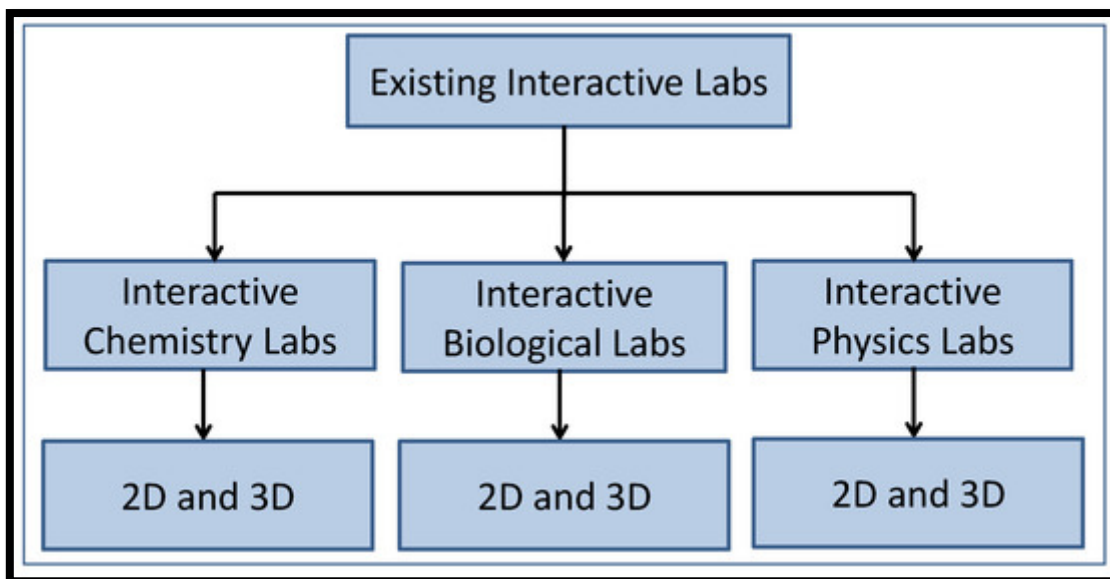 Existing Interactive Labs
Interactive
Chemistry Labs
Interactive
Biological Labs
Interactive
Physics Labs
2D and 3D
2D and 3D
2D and 3D